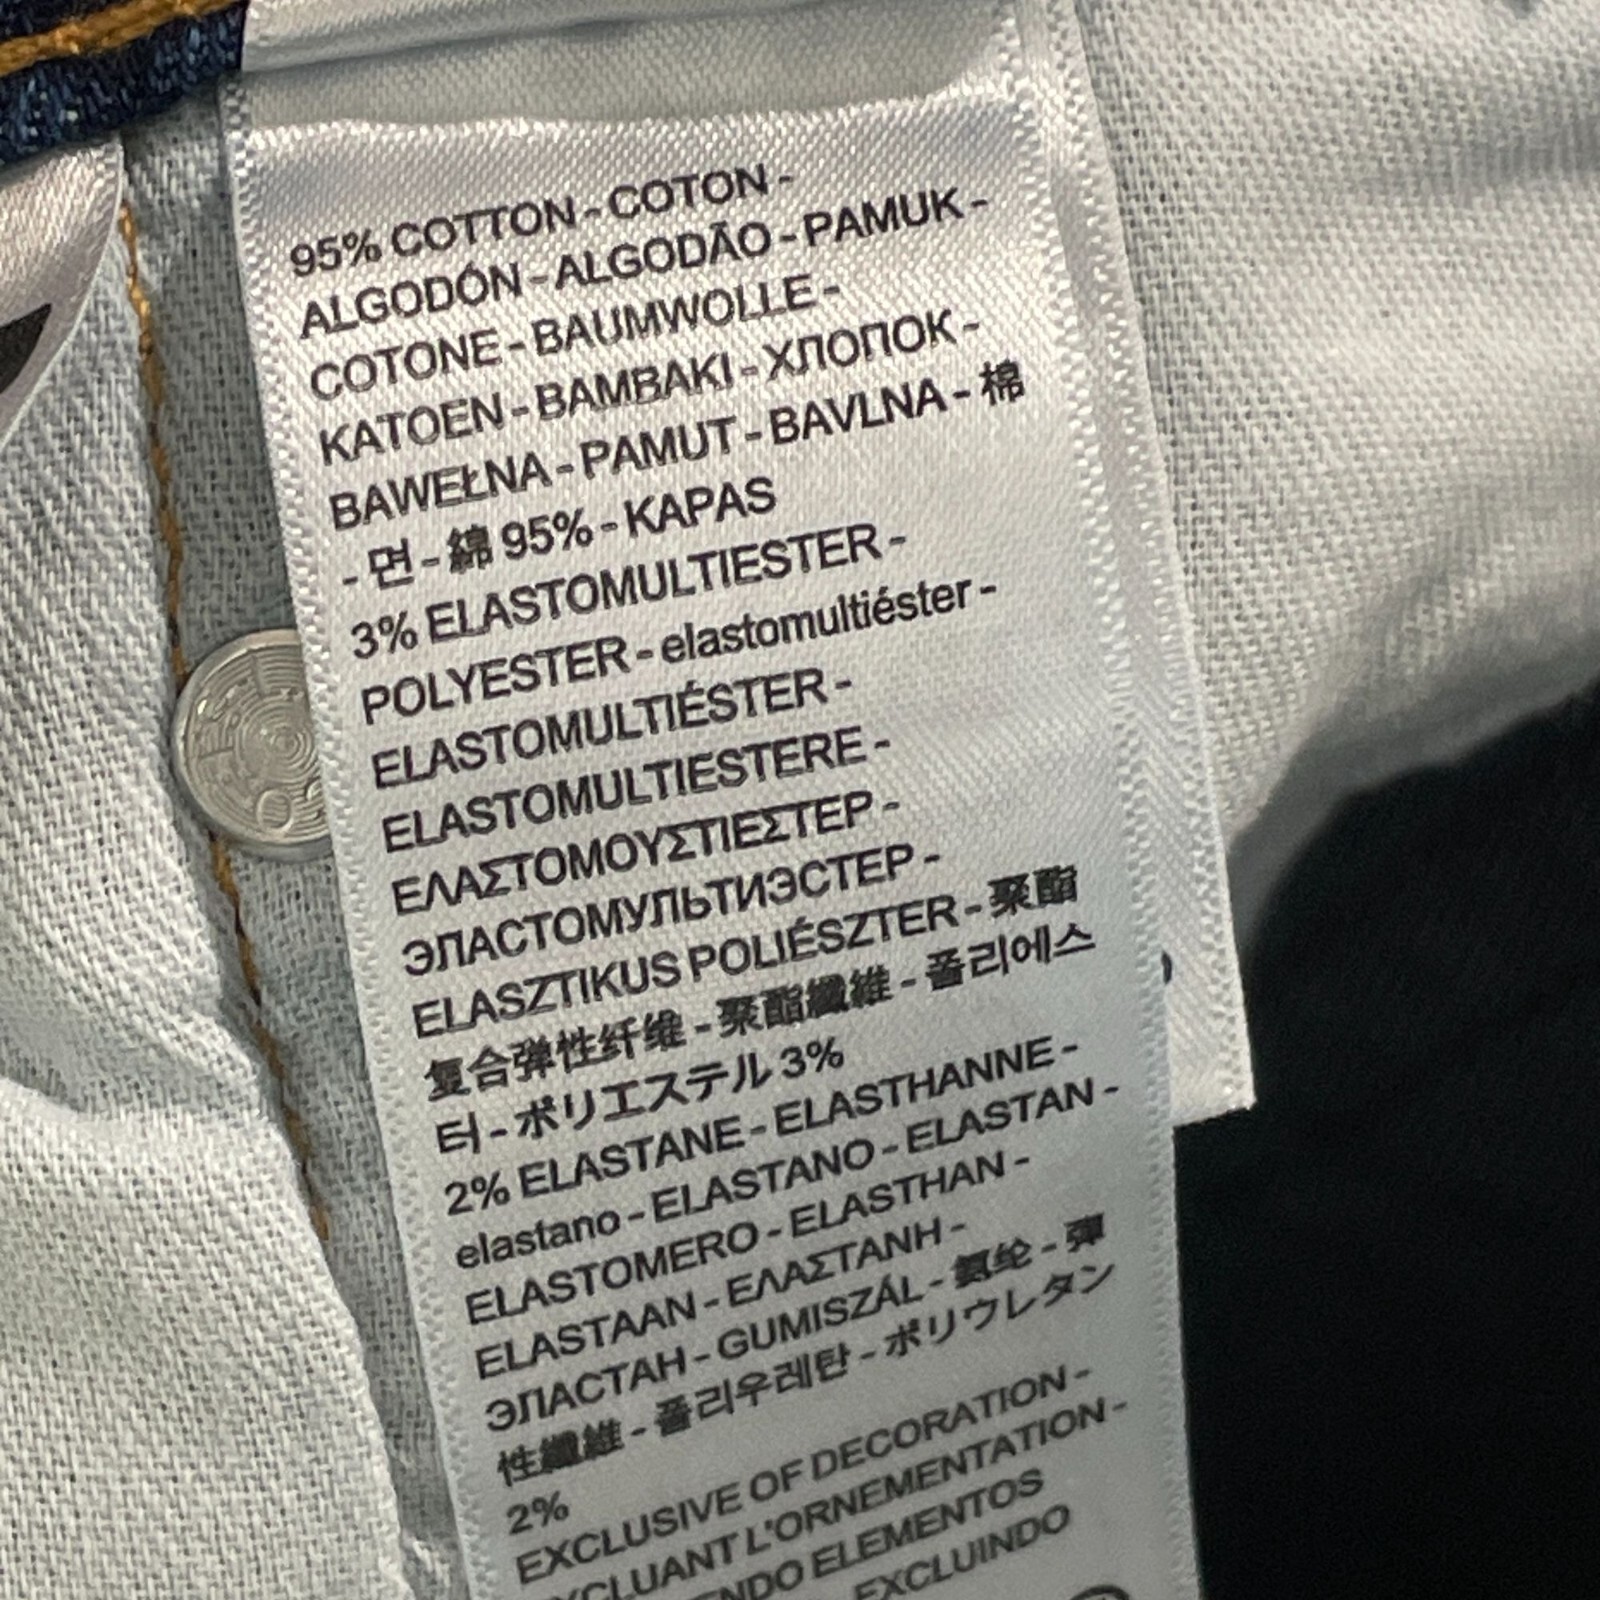 95% COTTON - COTON -
ALGODÓN - ALGODÃO - PAMUK -
COTONE - BAUMWOLLE -
KATOEN - BAMBAKI - ХЛОПОК -
BAWEŁNA - PAMUT - BAVLNA - 棉
- 면 - 綿 95% - KAPAS
3% ELASTOMULTIESTER -
POLYESTER - elastomultiéster -
ELASTOMULTIÉSTER -
ELASTOMULTIESTERE -
ΕΛΑΣΤΟΜΟΥΣΤΙΕΣΤΕΡ -
ЭЛАСТОМУЛЬТИЭСТЕР -
ELASZTIKUS POLIÉSZTER - 聚酯
复合弹性纤维 - 聚酯纖維 - 폴리에스
터 - ポリエステル 3%
2% ELASTANE - ELASTHANNE -
elastano - ELASTANO - ELASTAN -
ELASTOMERO - ELASTHAN -
ELASTAAN - ΕΛΑΣΤΑΝΗ -
ЭЛАСТАН - GUMISZÁL - 氨纶 - 彈
性纖維 - 폴리우레탄 - ポリウレタン
2%
EXCLUSIVE OF DECORATION -
EXCLUANT L'ORNEMENTATION -
ELEMENTOS
EXCLUINDO